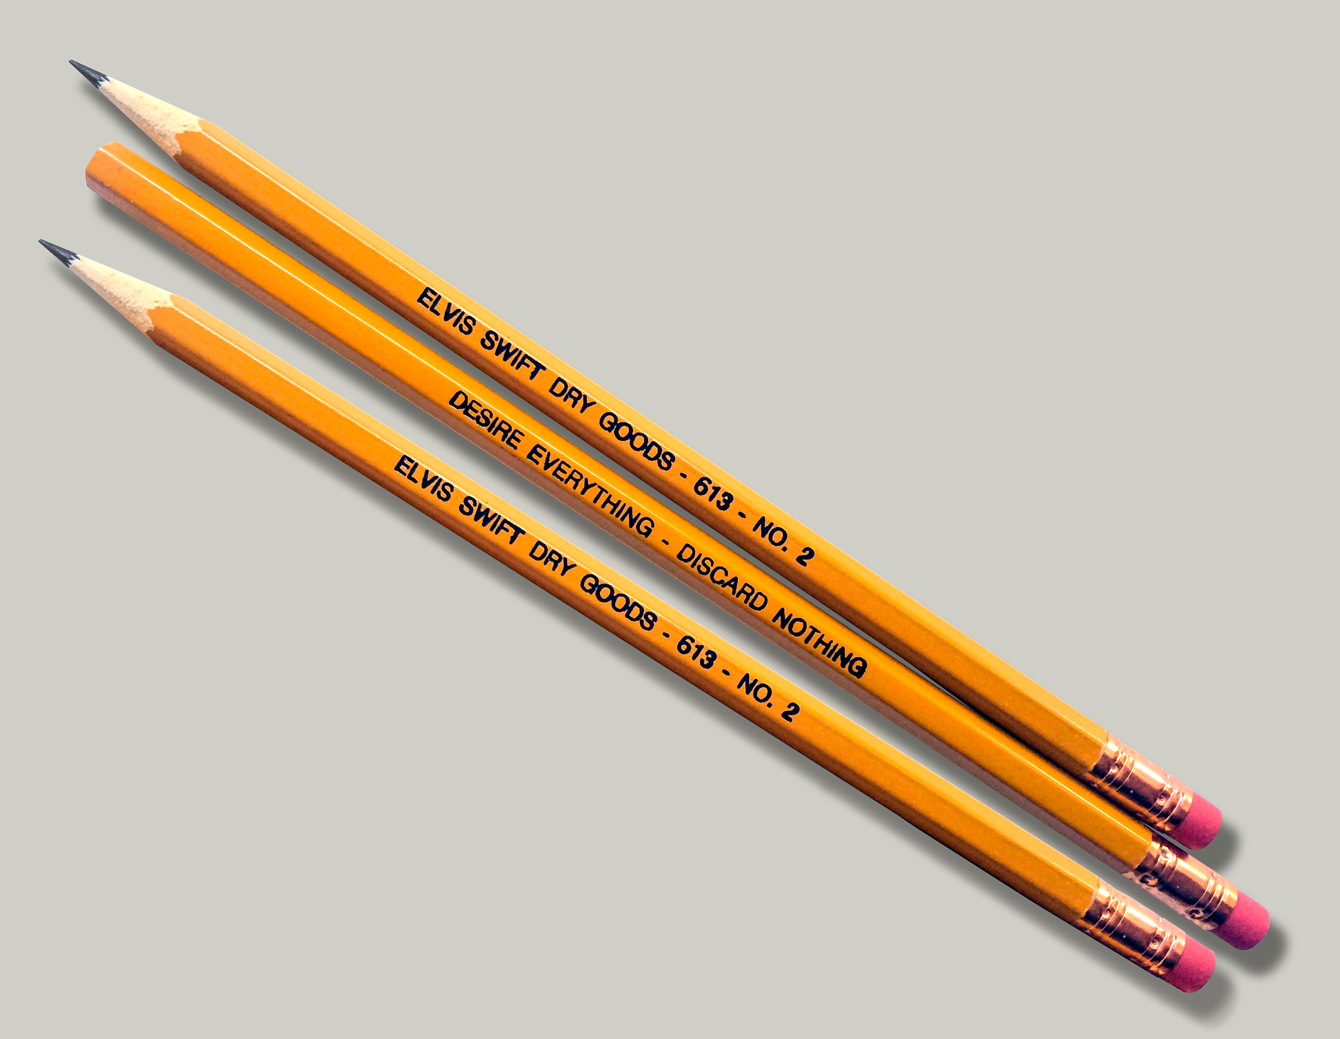 ELVIS SWIFT DRY GOODS - 613 - NO. 2
DESIRE EVERYTHING - DISCARD NOTHING
ELVIS SWIFT DRY GOODS - 613 - NO. 2